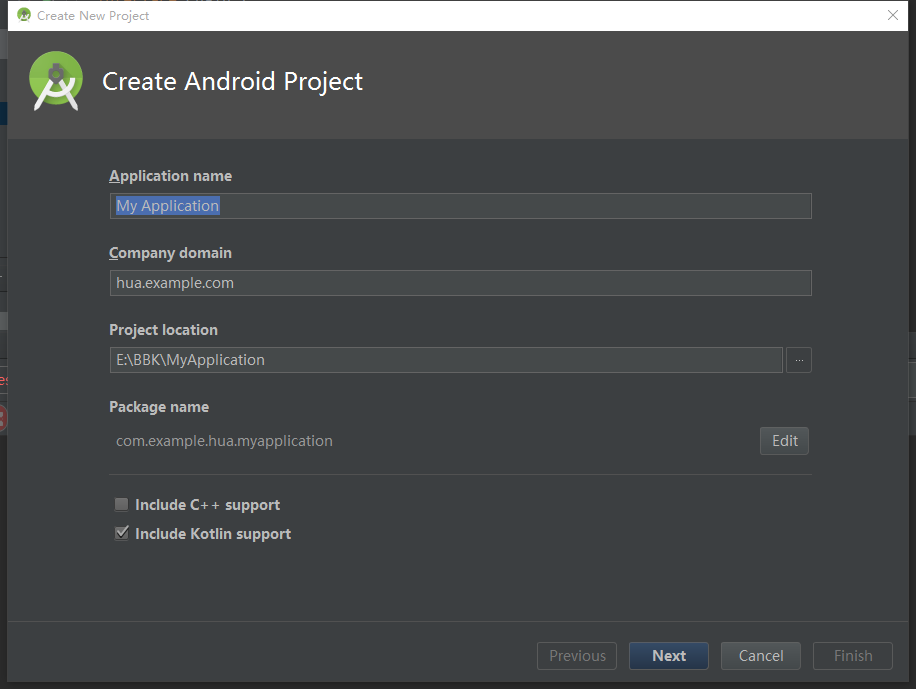 Create New Project
Create Android Project
Application name
My Application
Company domain
hua.example.com
Project location
E:\BBK\MyApplication
...
Package name
com.example.hua.myapplication
Edit
Include C++ support
Include Kotlin support
Previous
Next
Cancel
Finish